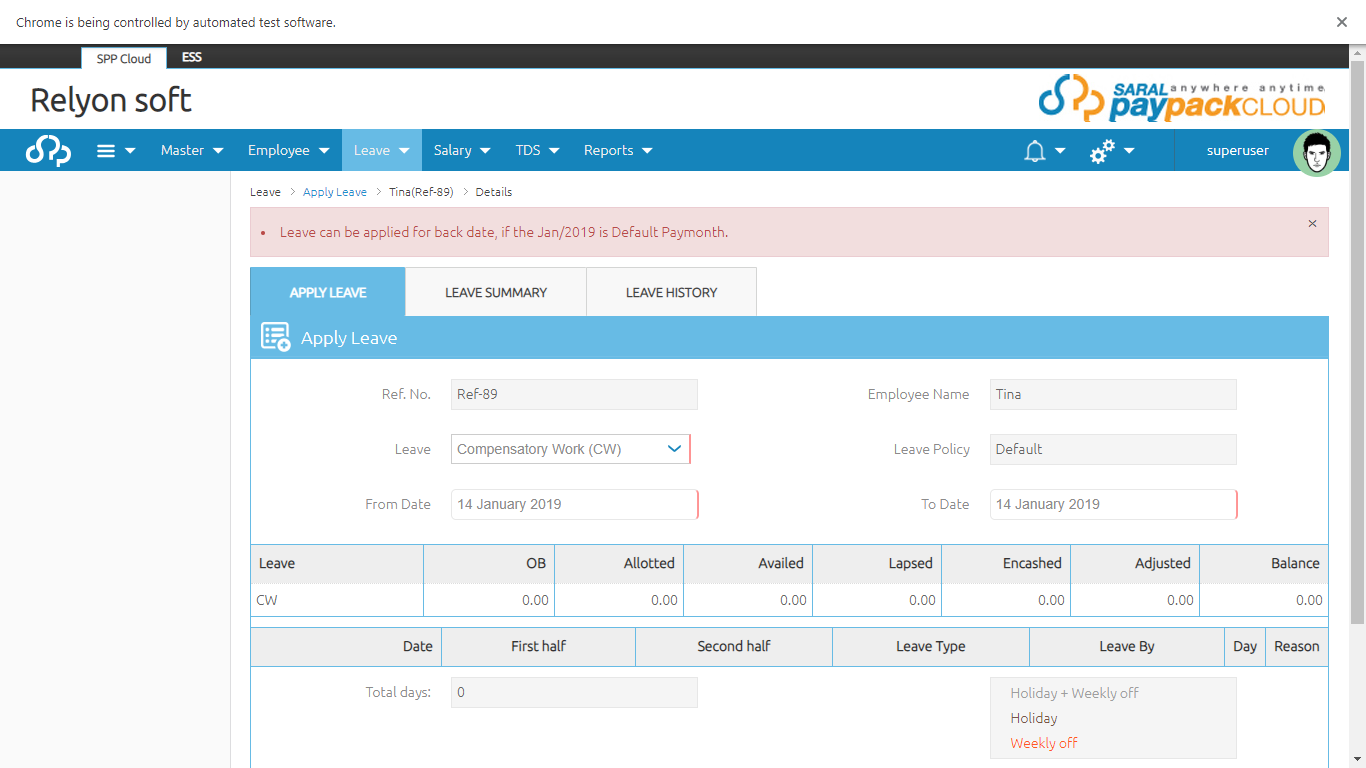 Chrome is being controlled by automated test software.
SPP Cloud ESS
Relyon soft
SARAL anywhere anytime
paypackCLOUD
Master Employee Leave Salary TDS Reports superuser
Leave > Apply Leave > Tina(Ref-89) > Details
Leave can be applied for back date, if the Jan/2019 is Default Paymonth.
APPLY LEAVE LEAVE SUMMARY LEAVE HISTORY
Apply Leave
Ref. No. Ref-89 Employee Name Tina
Leave Compensatory Work (CW) Leave Policy Default
From Date 14 January 2019 To Date 14 January 2019
Leave OB Allotted Availed Lapsed Encashed Adjusted Balance
CW 0.00 0.00 0.00 0.00 0.00 0.00 0.00
Date First half Second half Leave Type Leave By Day Reason
Total days: 0
Holiday + Weekly off
Holiday
Weekly off